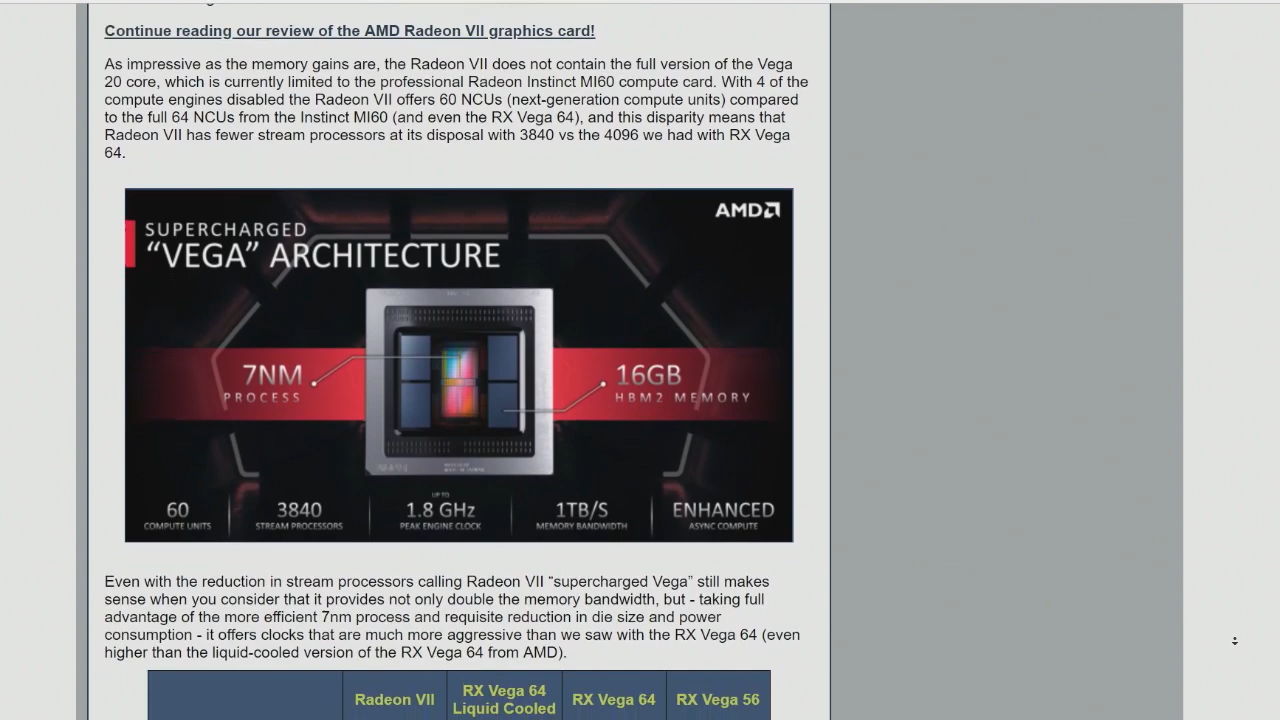 Continue reading our review of the AMD Radeon VII graphics card!
As impressive as the memory gains are, the Radeon VII does not contain the full version of the Vega
20 core, which is currently limited to the professional Radeon Instinct MI60 compute card. With 4 of the
compute engines disabled the Radeon VII offers 60 NCUs (next-generation compute units) compared
to the full 64 NCUs from the Instinct MI60 (and even the RX Vega 64), and this disparity means that
Radeon VII has fewer stream processors at its disposal with 3840 vs the 4096 we had with RX Vega
64.
AMD
SUPERCHARGED
“VEGA” ARCHITECTURE
7NM
PROCESS
16GB
HBM2 MEMORY
60
COMPUTE UNITS
3840
STREAM PROCESSORS
UP TO
1.8 GHz
PEAK ENGINE CLOCK
1TB/S
MEMORY BANDWIDTH
ENHANCED
ASYNC COMPUTE
Even with the reduction in stream processors calling Radeon VII “supercharged Vega” still makes
sense when you consider that it provides not only double the memory bandwidth, but - taking full
advantage of the more efficient 7nm process and requisite reduction in die size and power
consumption - it offers clocks that are much more aggressive than we saw with the RX Vega 64 (even
higher than the liquid-cooled version of the RX Vega 64 from AMD).
Radeon VII
RX Vega 64
Liquid Cooled
RX Vega 64
RX Vega 56